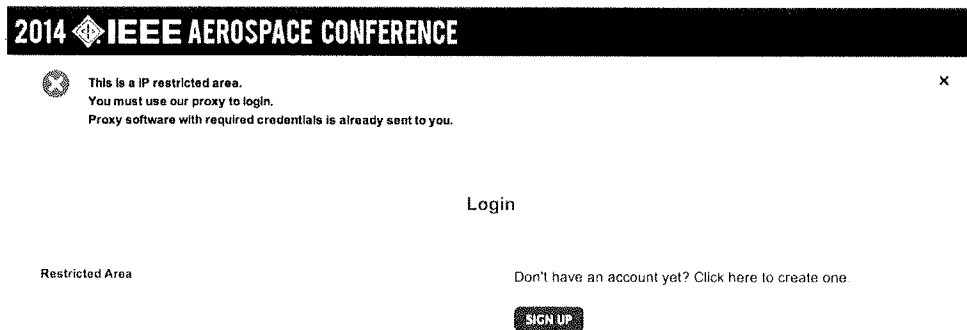 2014 IEEE AEROSPACE CONFERENCE
This is a IP restricted area.
You must use our proxy to login.
Proxy software with required credentials is already sent to you.
×
Login
Restricted Area
Don't have an account yet? Click here to create one.
SIGN UP